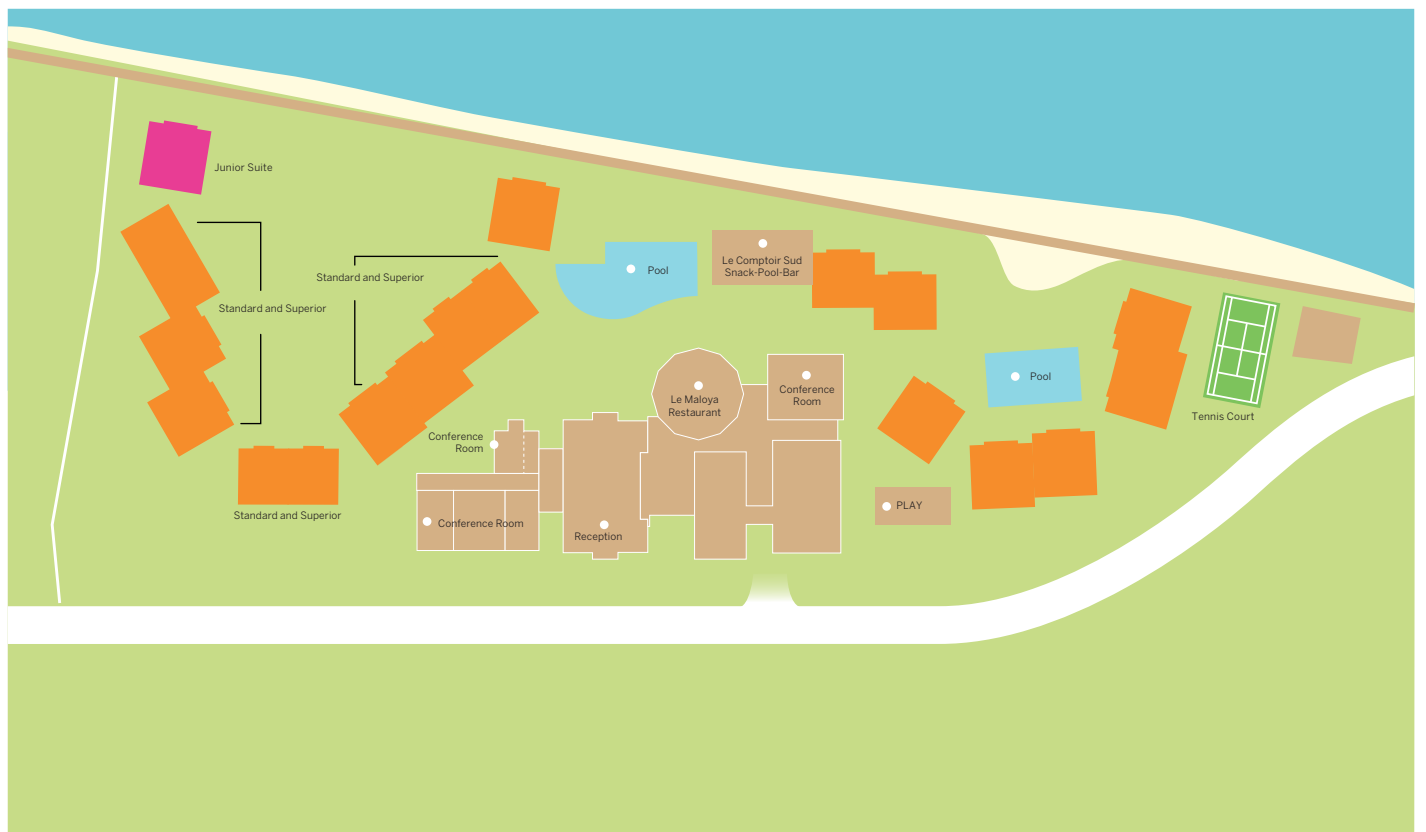 Junior Suite
Standard and Superior
Standard and Superior
Pool
Le Comptoir Sud
Snack-Pool-Bar
Le Maloya
Restaurant
Conference
Room
Pool
Tennis Court
Conference
Room
Standard and Superior
Conference Room
Reception
PLAY